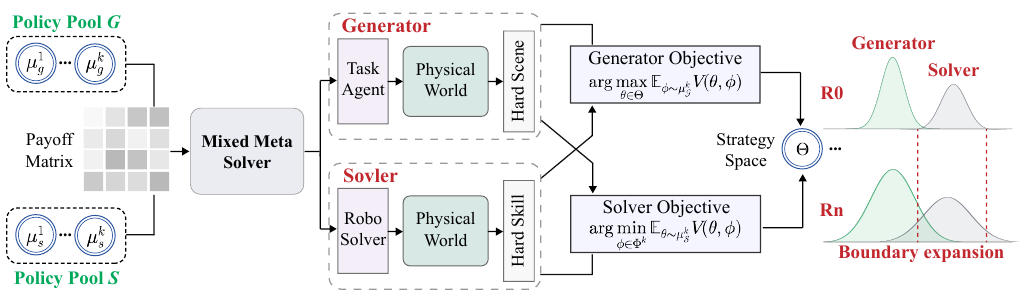 Policy Pool G
μ_g^1 ··· μ_g^k
Payoff
Matrix
μ_s^1 ··· μ_s^k
Policy Pool S
Mixed Meta
Solver
Generator
Task
Agent
Physical
World
Hard Scene
Sovler
Robo
Solver
Physical
World
Hard Skill
Generator Objective
arg max_{θ∈Θ} 𝔼_{ϕ∼μ_𝒢^k} V(θ, ϕ)
Solver Objective
arg min_{ϕ∈Φ^k} 𝔼_{θ∼μ_𝒮^k} V(θ, ϕ)
Strategy
Space
Θ ···
Generator
Solver
R0
Rn
Boundary expansion